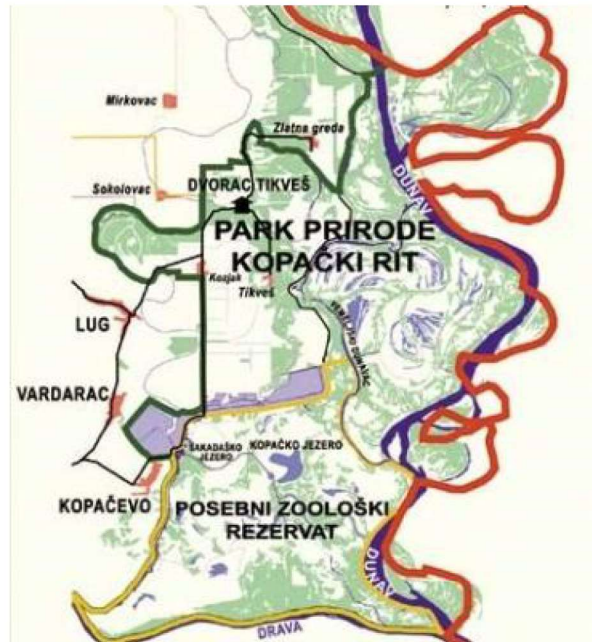 Mirkovac
Zlatna greda
DUNAV
Sokolovac
DVORAC TIKVEŠ
PARK PRIRODE
KOPAČKI RIT
Kozjak
Tikveš
LUG
VARDARAC
SAKADAŠKO
JEZERO
KOPAČKO JEZERO
KOPAČEVO
POSEBNI ZOOLOŠKI
REZERVAT
DUNAV
DRAVA